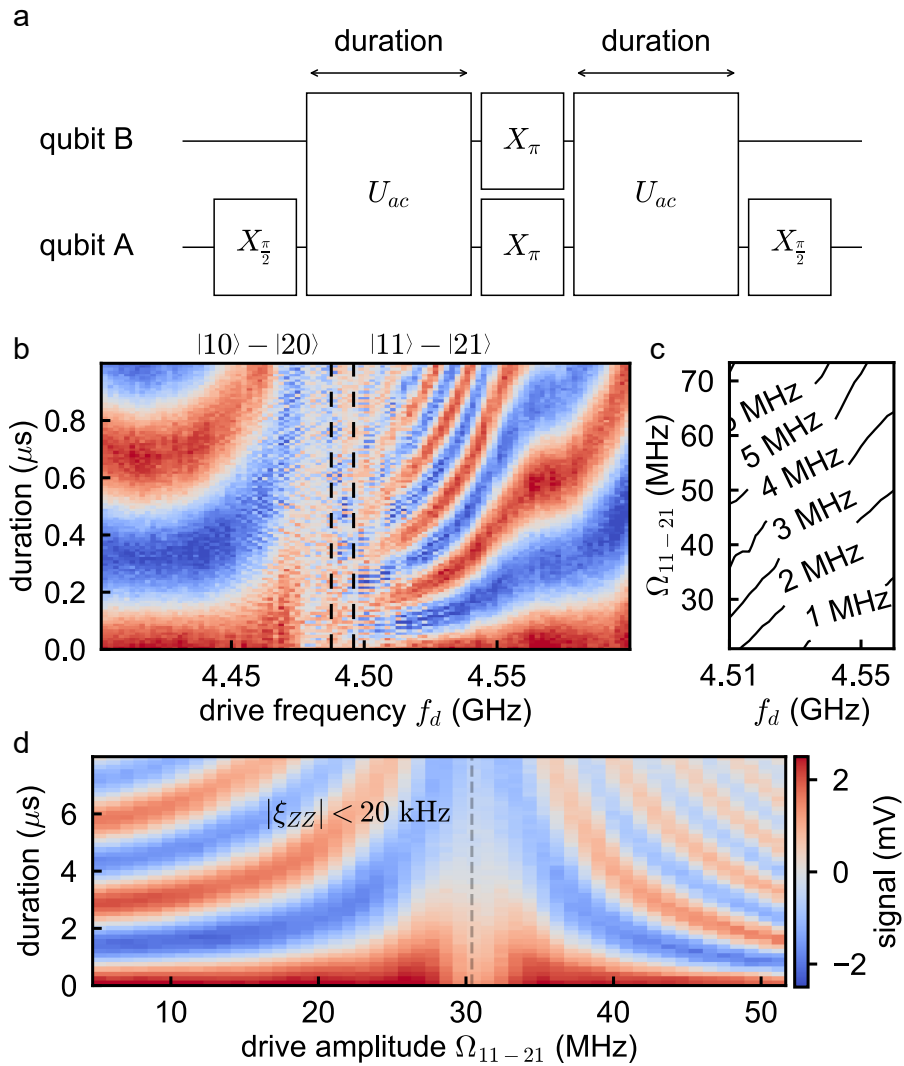 a
duration duration
qubit B
X_π
U_ac U_ac
qubit A
X_π/2 X_π X_π/2
b |10⟩ − |20⟩ |11⟩ − |21⟩
duration (μs)
0.8
0.6
0.4
0.2
0.0
4.45 4.50 4.55
drive frequency f_d (GHz)
c
Ω_11−21 (MHz)
70
60
50
40
30
MHz
5 MHz
4 MHz
3 MHz
2 MHz
1 MHz
4.51 4.55
f_d (GHz)
d
duration (μs)
6
4
2
0
|ξ_ZZ| < 20 kHz
10 20 30 40 50
drive amplitude Ω_11−21 (MHz)
2
0
−2
signal (mV)